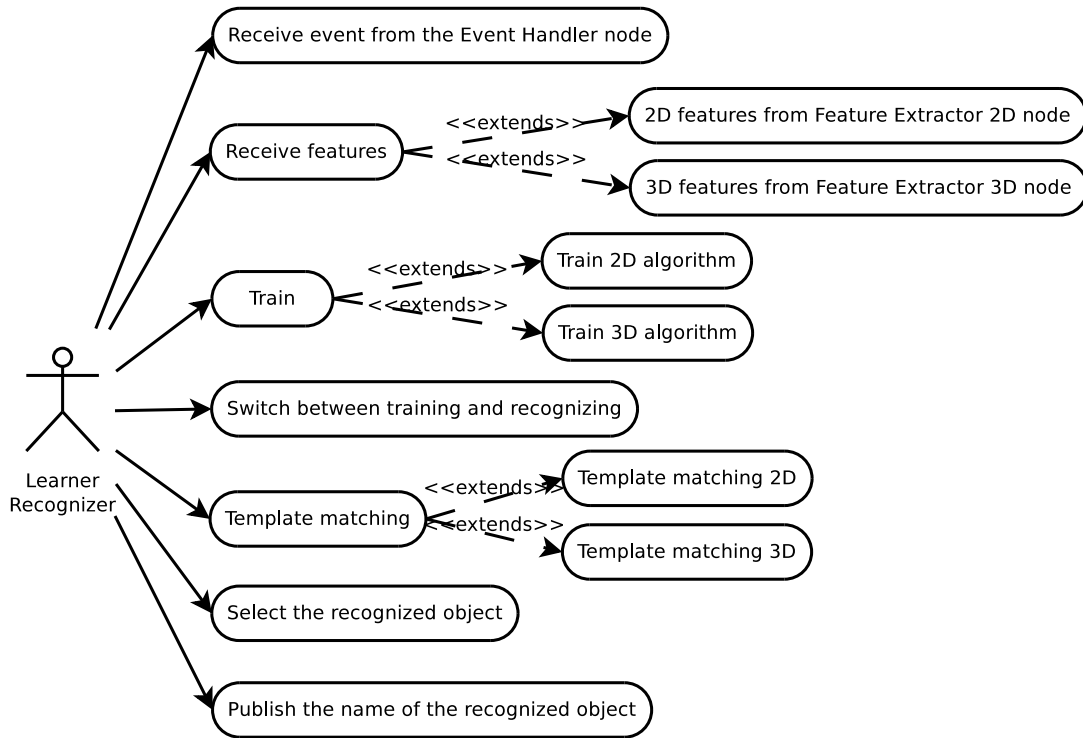 Receive event from the Event Handler node
2D features from Feature Extractor 2D node
<<extends>>
Receive features
<<extends>>
3D features from Feature Extractor 3D node
Train 2D algorithm
<<extends>>
Train
<<extends>>
Train 3D algorithm
Switch between training and recognizing
Learner
Recognizer
Template matching 2D
<<extends>>
Template matching
<<extends>>
Template matching 3D
Select the recognized object
Publish the name of the recognized object